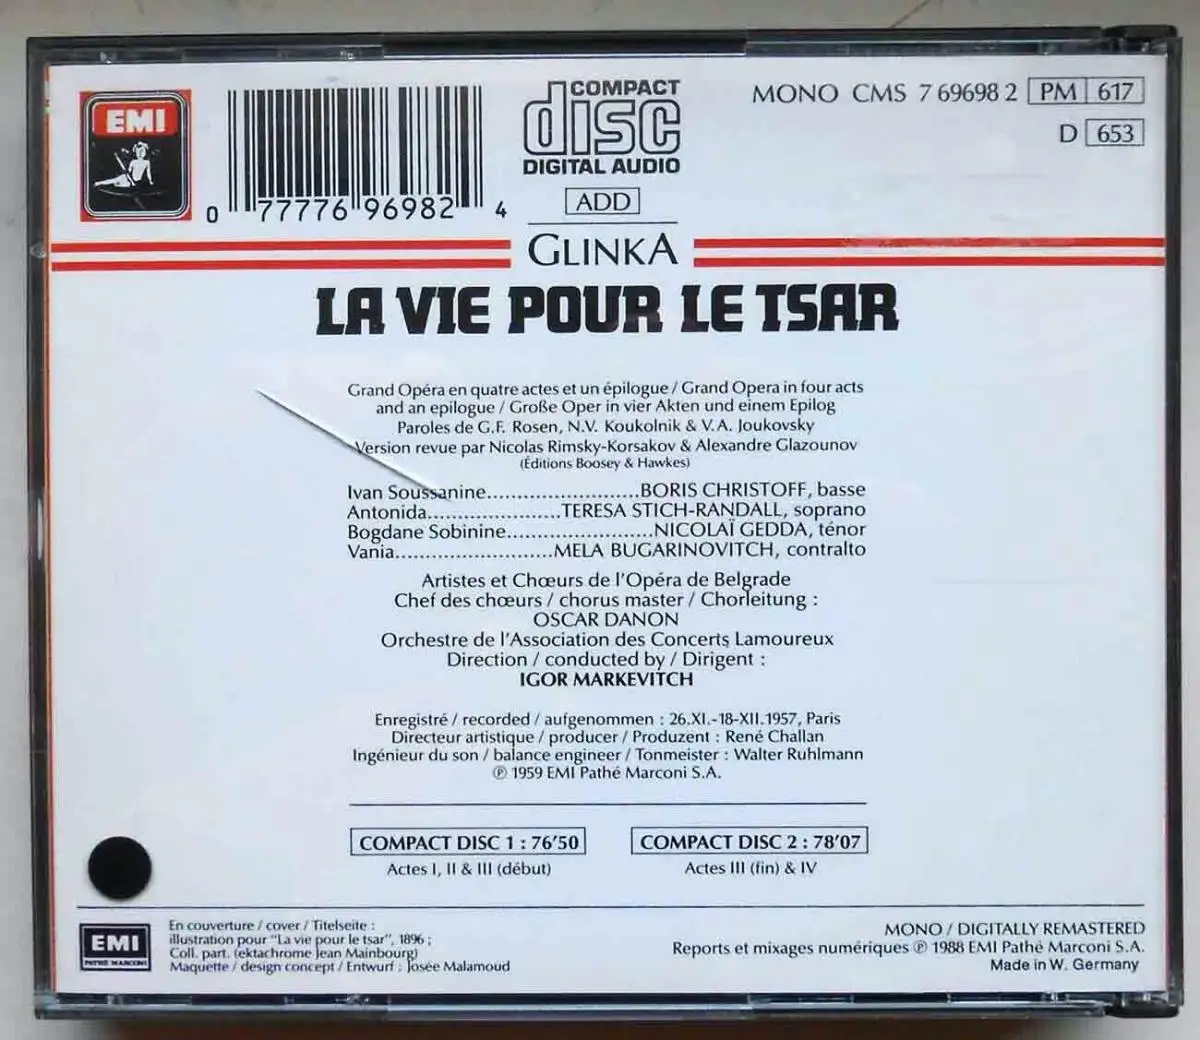 EMI
0 77776 96982 4
COMPACT
disc
DIGITAL AUDIO
ADD
MONO CMS 7 69698 2 PM 617
D 653
GLINKA
LA VIE POUR LE TSAR
Grand Opéra en quatre actes et un épilogue / Grand Opera in four acts
and an epilogue / Große Oper in vier Akten und einem Epilog
Paroles de G.F. Rosen, N.V. Koukolnik & V.A. Joukovsky
Version revue par Nicolas Rimsky-Korsakov & Alexandre Glazounov
(Éditions Boosey & Hawkes)
Ivan Soussanine........................BORIS CHRISTOFF, basse
Antonida.....................TERESA STICH-RANDALL, soprano
Bogdane Sobinine.......................NICOLAÏ GEDDA, ténor
Vania.........................MELA BUGARINOVITCH, contralto
Artistes et Chœurs de l'Opéra de Belgrade
Chef des chœurs / chorus master / Chorleitung :
OSCAR DANON
Orchestre de l'Association des Concerts Lamoureux
Direction / conducted by / Dirigent :
IGOR MARKEVITCH
Enregistré / recorded / aufgenommen : 26.XI.-18-XII.1957, Paris
Directeur artistique / producer / Produzent : René Challan
Ingénieur du son / balance engineer / Tonmeister : Walter Ruhlmann
℗ 1959 EMI Pathé Marconi S.A.
COMPACT DISC 1 : 76'50
Actes I, II & III (début)
COMPACT DISC 2 : 78'07
Actes III (fin) & IV
EMI
PATHÉ MARCONI
En couverture / cover / Titelseite :
illustration pour "La vie pour le tsar", 1896 ;
Coll. part. (ektachrome Jean Mainbourg)
Maquette / design concept / Entwurf : Josée Malamoud
MONO / DIGITALLY REMASTERED
Reports et mixages numériques ℗ 1988 EMI Pathé Marconi S.A.
Made in W. Germany